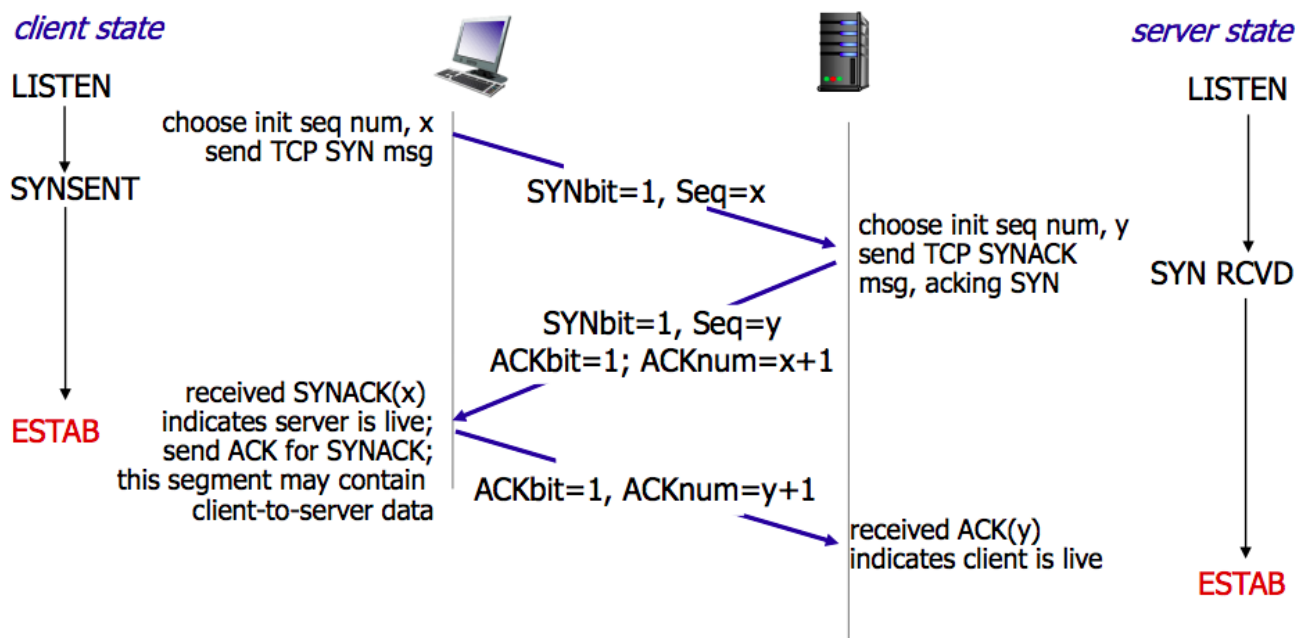 client state
server state
LISTEN
LISTEN
choose init seq num, x
send TCP SYN msg
SYNSENT
SYNbit=1, Seq=x
choose init seq num, y
send TCP SYNACK
msg, acking SYN
SYN RCVD
SYNbit=1, Seq=y
ACKbit=1; ACKnum=x+1
received SYNACK(x)
indicates server is live;
send ACK for SYNACK;
this segment may contain
client-to-server data
ESTAB
ACKbit=1, ACKnum=y+1
received ACK(y)
indicates client is live
ESTAB